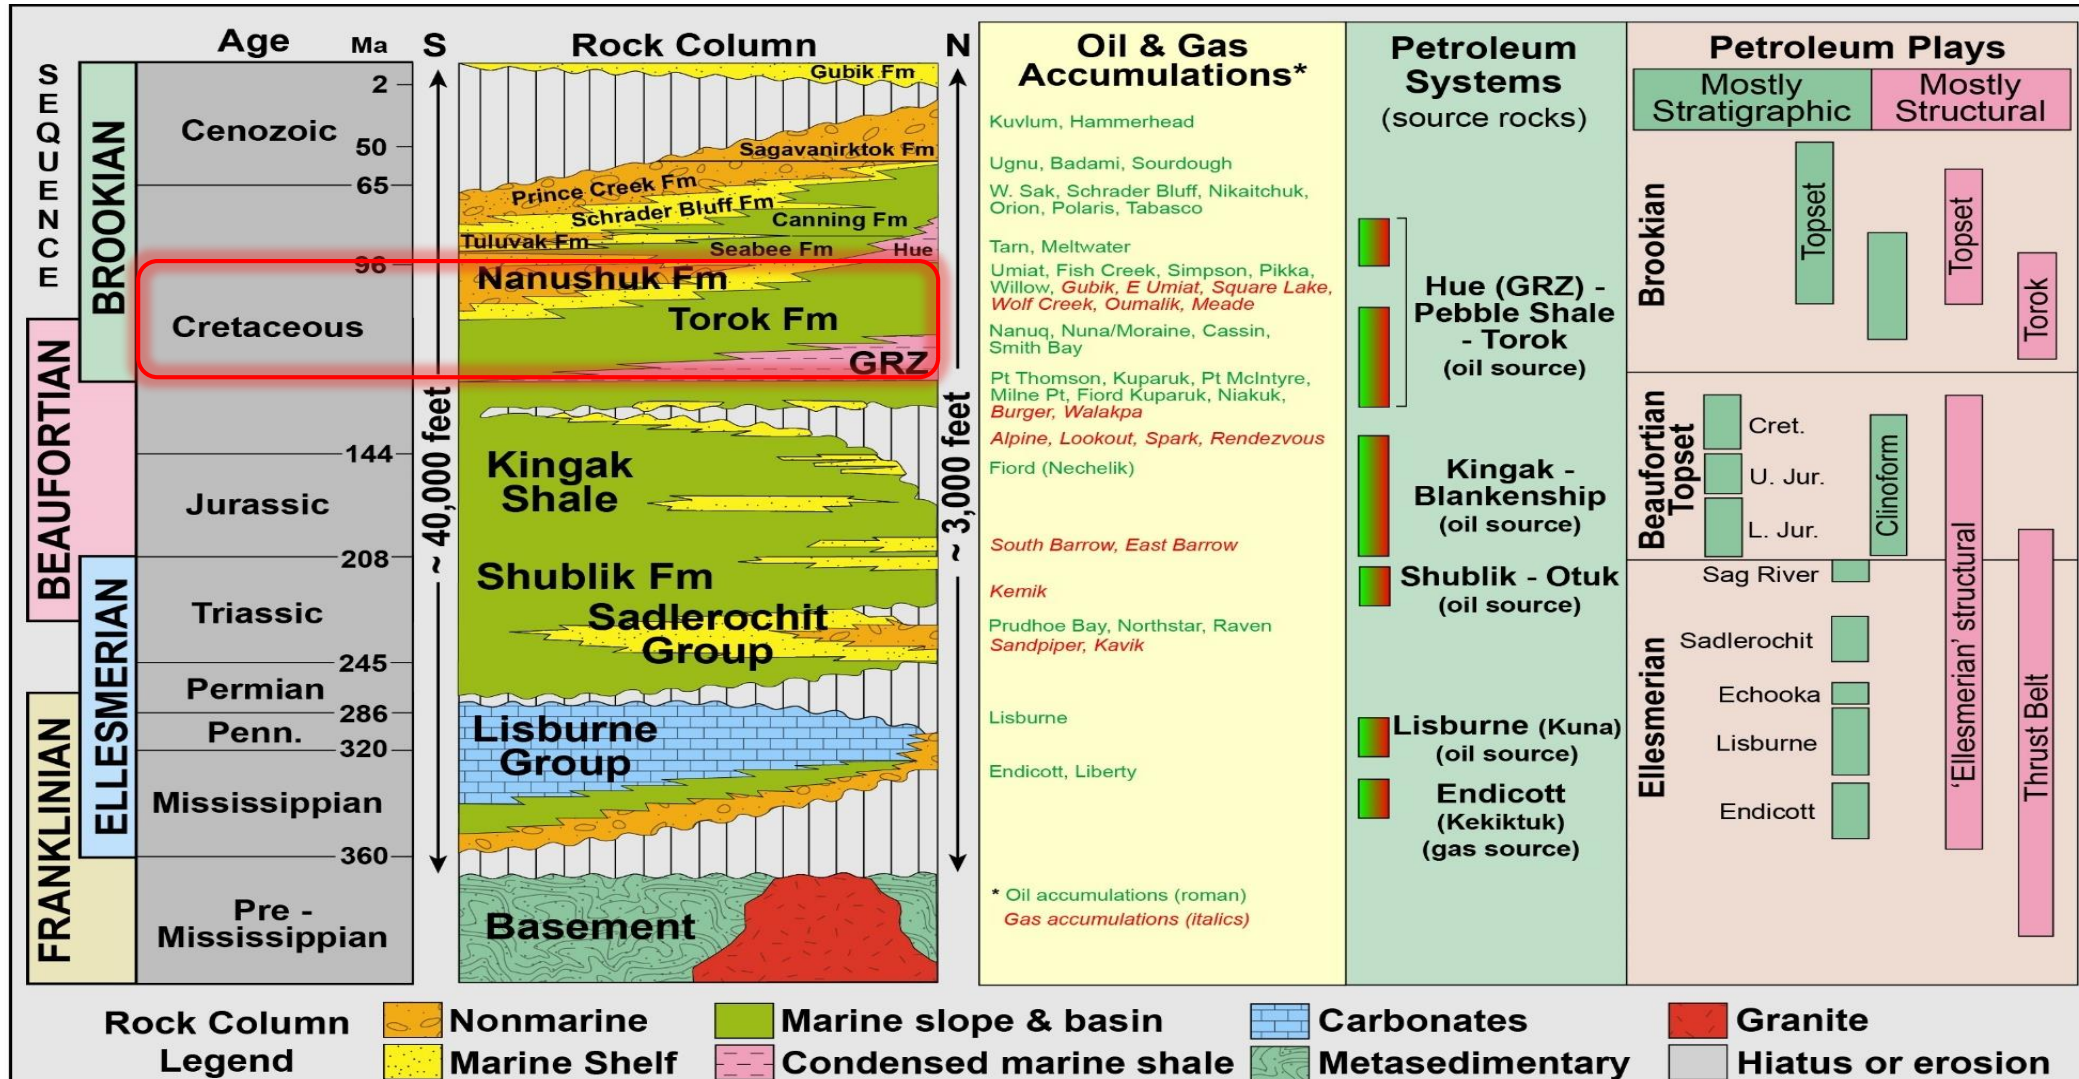 SEQUENCE
Age
Ma
S
Rock Column
N
Oil & Gas
Accumulations*
Petroleum
Systems
(source rocks)
Petroleum Plays
Mostly
Stratigraphic
Mostly
Structural
BROOKIAN
BEAUFORTIAN
ELLESMERIAN
FRANKLINIAN
2
Cenozoic
50
65
96
Cretaceous
144
Jurassic
208
Triassic
245
Permian
286
Penn.
320
Mississippian
360
Pre -
Mississippian
~ 40,000 feet
Gubik Fm
Sagavanirktok Fm
Prince Creek Fm
Schrader Bluff Fm
Canning Fm
Tuluvak Fm
Seabee Fm
Hue
Nanushuk Fm
Torok Fm
GRZ
Kingak
Shale
Shublik Fm
Sadlerochit
Group
Lisburne
Group
Basement
~ 3,000 feet
Kuvlum, Hammerhead
Ugnu, Badami, Sourdough
W. Sak, Schrader Bluff, Nikaitchuk,
Orion, Polaris, Tabasco
Tarn, Meltwater
Umiat, Fish Creek, Simpson, Pikka,
Willow, Gubik, E Umiat, Square Lake,
Wolf Creek, Oumalik, Meade
Nanuq, Nuna/Moraine, Cassin,
Smith Bay
Pt Thomson, Kuparuk, Pt McIntyre,
Milne Pt, Fiord Kuparuk, Niakuk,
Burger, Walakpa
Alpine, Lookout, Spark, Rendezvous
Fiord (Nechelik)
South Barrow, East Barrow
Kemik
Prudhoe Bay, Northstar, Raven
Sandpiper, Kavik
Lisburne
Endicott, Liberty
* Oil accumulations (roman)
Gas accumulations (italics)
Hue (GRZ) -
Pebble Shale
- Torok
(oil source)
Kingak -
Blankenship
(oil source)
Shublik - Otuk
(oil source)
Lisburne (Kuna)
(oil source)
Endicott
(Kekiktuk)
(gas source)
Brookian
Topset
Topset
Torok
Beaufortian
Topset
Cret.
U. Jur.
L. Jur.
Clinoform
Ellesmerian
Sag River
Sadlerochit
Echooka
Lisburne
Endicott
'Ellesmerian' structural
Thrust Belt
Rock Column
Legend
Nonmarine
Marine slope & basin
Carbonates
Granite
Marine Shelf
Condensed marine shale
Metasedimentary
Hiatus or erosion